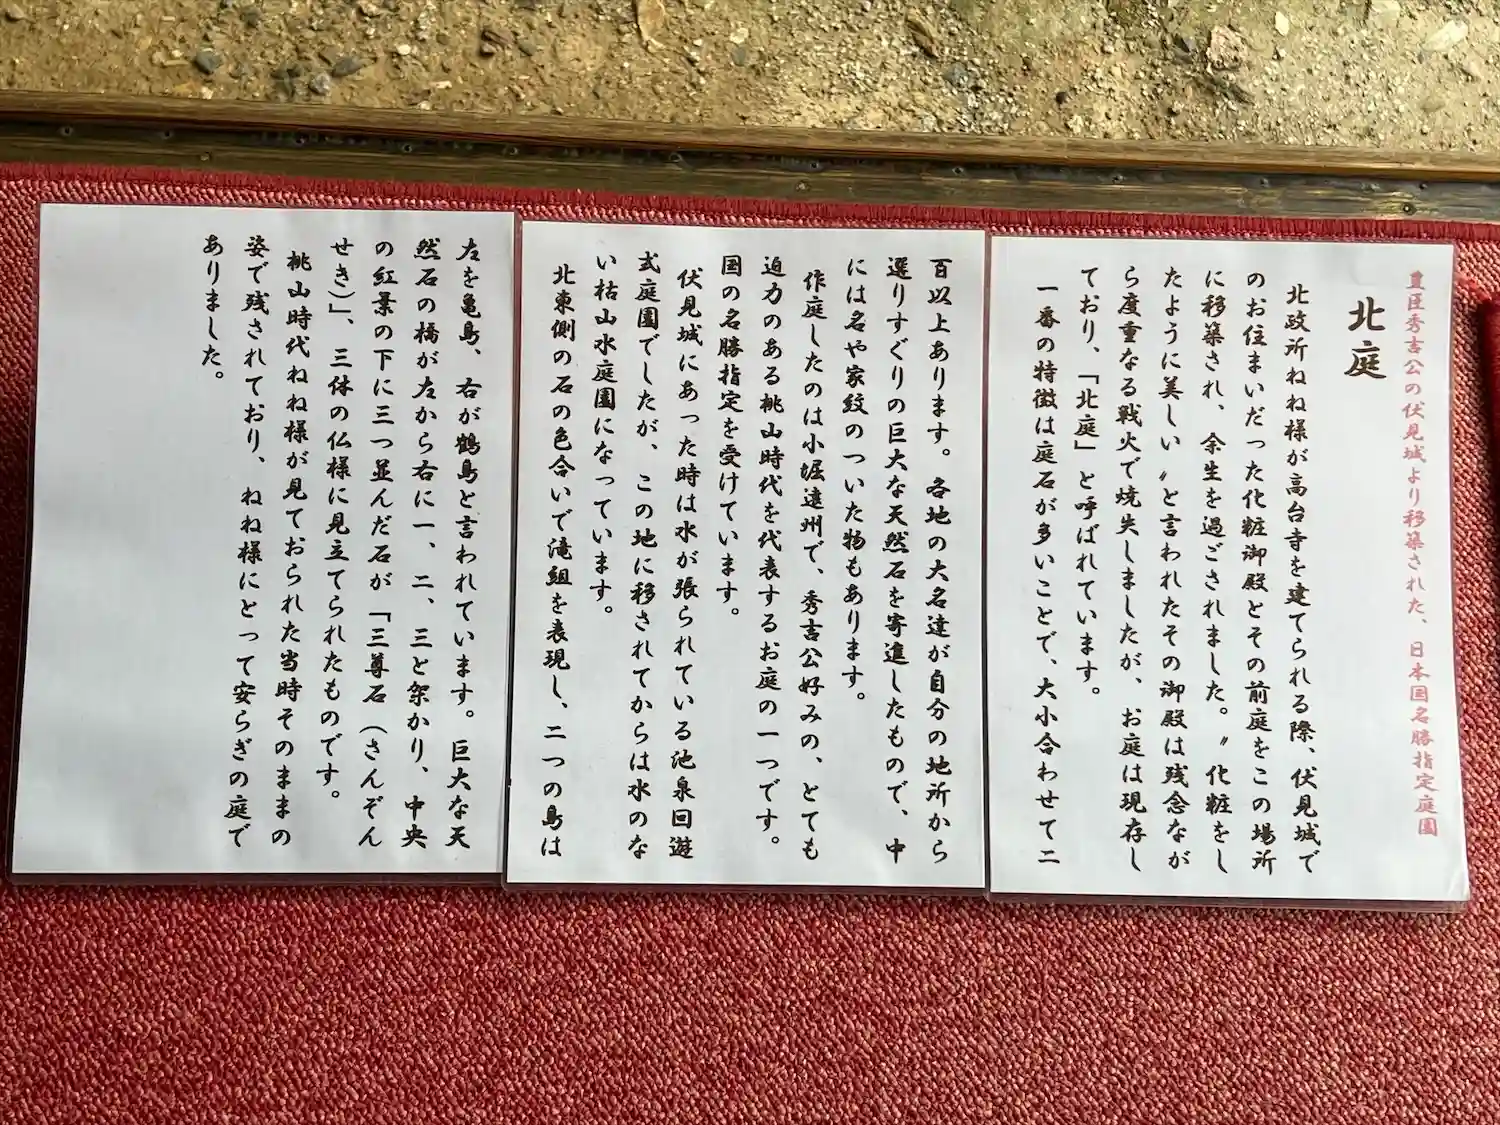 豊臣秀吉公の伏見城より移築された、日本国名勝指定庭園
北庭
北政所ねね様が高台寺を建てられる際、伏見城で
のお住まいだった化粧御殿とその前庭をこの場所
に移築され、余生を過ごされました。〃化粧をし
たように美しい〃と言われたその御殿は残念なが
ら度重なる戦火で焼失しましたが、お庭は現存し
ており、「北庭」と呼ばれています。
一番の特徴は庭石が多いことで、大小合わせて二
百以上あります。各地の大名達が自分の地所から
選りすぐりの巨大な天然石を寄進したもので、中
には名や家紋のついた物もあります。
作庭したのは小堀遠州で、秀吉公好みの、とても
迫力のある桃山時代を代表するお庭の一つです。
国の名勝指定を受けています。
伏見城にあった時は水が張られている池泉回遊
式庭園でしたが、この地に移されてからは水のな
い枯山水庭園になっています。
北東側の石の色合いで滝組を表現し、二つの島は
左を亀島、右が鶴島と言われています。巨大な天
然石の橋が左から右に一、二、三と架かり、中央
の紅葉の下に三つ並んだ石が「三尊石（さんぞん
せき）」、三体の仏様に見立てられたものです。
桃山時代ねね様が見ておられた当時そのままの
姿で残されており、ねね様にとって安らぎの庭で
ありました。